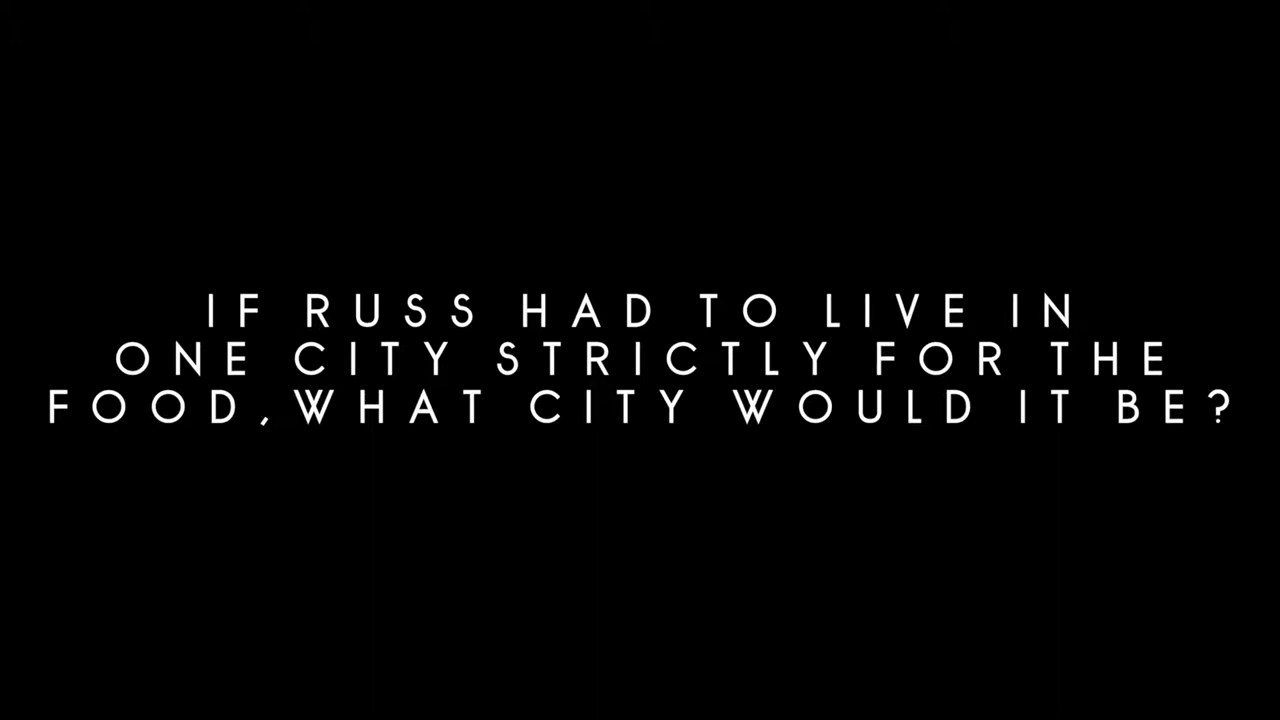 IF RUSS HAD TO LIVE IN
ONE CITY STRICTLY FOR THE
FOOD,WHAT CITY WOULD IT BE?